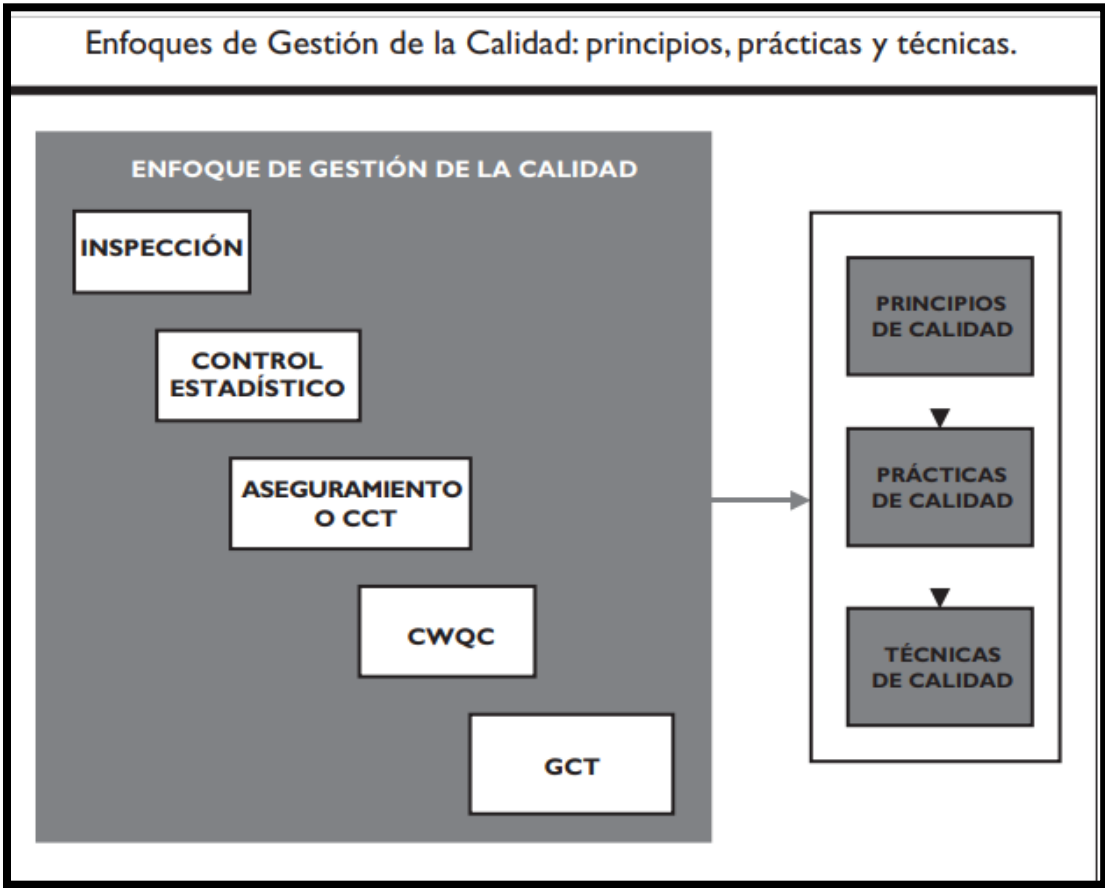 Enfoques de Gestión de la Calidad: principios, prácticas y técnicas.
ENFOQUE DE GESTIÓN DE LA CALIDAD
INSPECCIÓN
CONTROL
ESTADÍSTICO
ASEGURAMIENTO
O CCT
CWQC
GCT
PRINCIPIOS
DE CALIDAD
PRÁCTICAS
DE CALIDAD
TÉCNICAS
DE CALIDAD